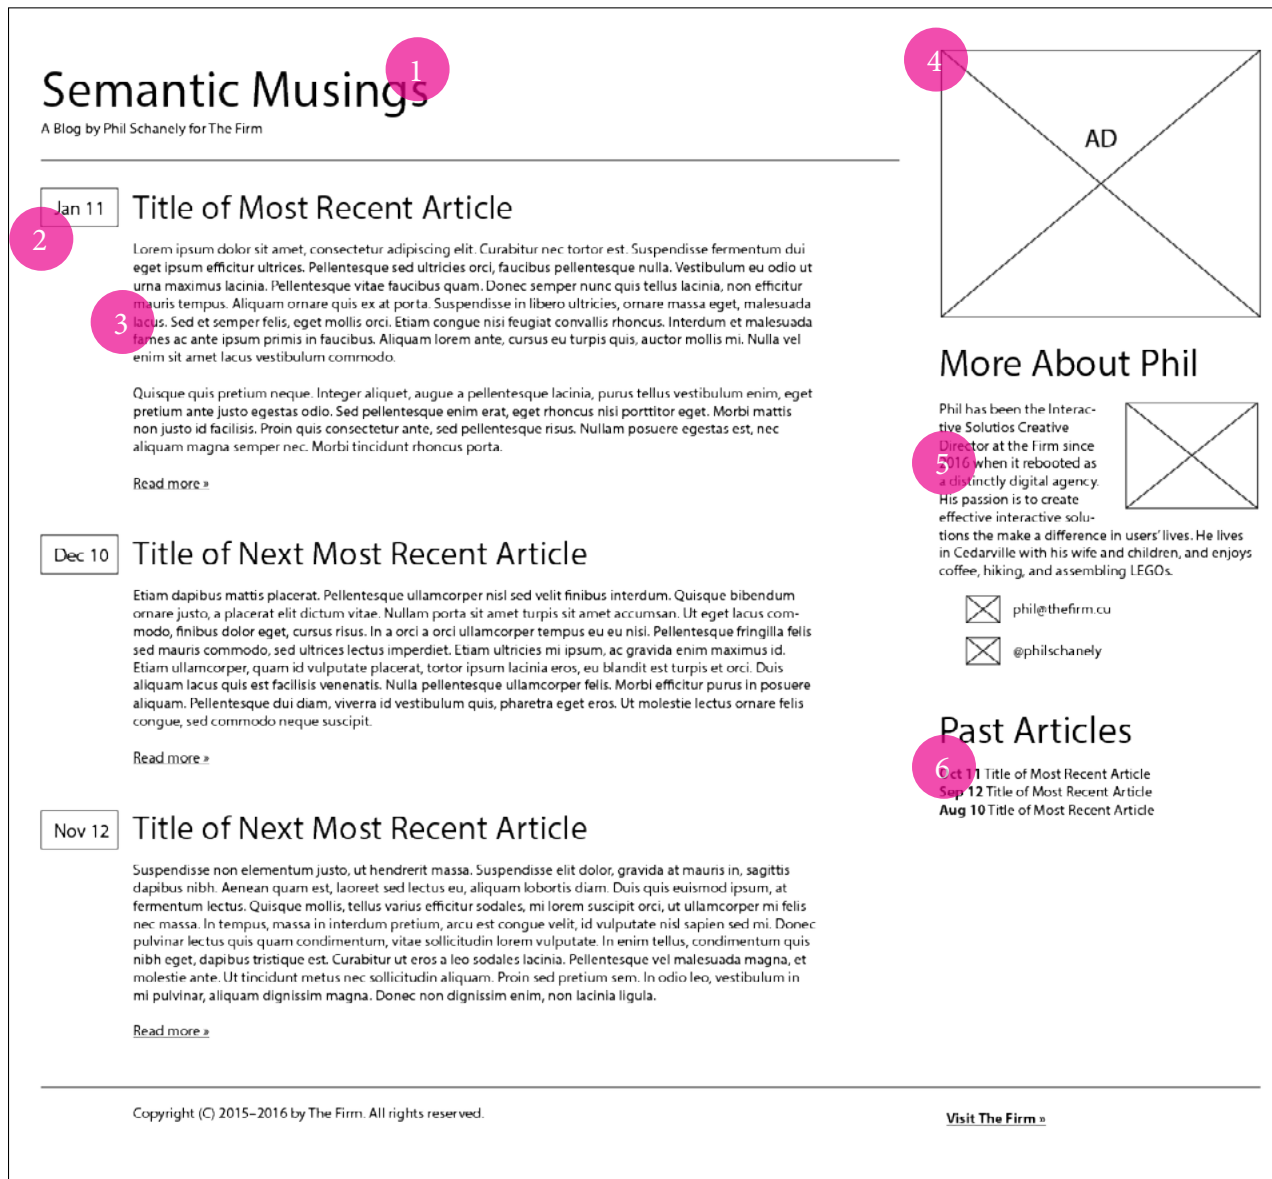 1
Semantic Musings
A Blog by Phil Schanely for The Firm
Jan 11
2
Title of Most Recent Article
Lorem ipsum dolor sit amet, consectetur adipiscing elit. Curabitur nec tortor est. Suspendisse fermentum dui
eget ipsum efficitur ultrices. Pellentesque sed ultricies orci, faucibus pellentesque nulla. Vestibulum eu odio ut
urna maximus lacinia. Pellentesque vitae faucibus quam. Donec semper nunc quis tellus lacinia, non efficitur
mauris tempus. Aliquam ornare quis ex at porta. Suspendisse in libero ultricies, ornare massa eget, malesuada
3
lacus. Sed et semper felis, eget mollis orci. Etiam congue nisi feugiat convallis rhoncus. Interdum et malesuada
fames ac ante ipsum primis in faucibus. Aliquam lorem ante, cursus eu turpis quis, auctor mollis mi. Nulla vel
enim sit amet lacus vestibulum commodo.
Quisque quis pretium neque. Integer aliquet, augue a pellentesque lacinia, purus tellus vestibulum enim, eget
pretium ante justo egestas odio. Sed pellentesque enim erat, eget rhoncus nisi porttitor eget. Morbi mattis
non justo id facilisis. Proin quis consectetur ante, sed pellentesque risus. Nullam posuere egestas est, nec
aliquam magna semper nec. Morbi tincidunt rhoncus porta.
Read more »
Dec 10
Title of Next Most Recent Article
Etiam dapibus mattis placerat. Pellentesque ullamcorper nisl sed velit finibus interdum. Quisque bibendum
ornare justo, a placerat elit dictum vitae. Nullam porta sit amet turpis sit amet accumsan. Ut eget lacus com-
modo, finibus dolor eget, cursus risus. In a orci a orci ullamcorper tempus eu eu nisi. Pellentesque fringilla felis
sed mauris commodo, sed ultrices lectus imperdiet. Etiam ultricies mi ipsum, ac gravida enim maximus id.
Etiam ullamcorper, quam id vulputate placerat, tortor ipsum lacinia eros, eu blandit est turpis et orci. Duis
aliquam lacus quis est facilisis venenatis. Nulla pellentesque ullamcorper felis. Morbi efficitur purus in posuere
aliquam. Pellentesque dui diam, viverra id vestibulum quis, pharetra eget eros. Ut molestie lectus ornare felis
congue, sed commodo neque suscipit.
Read more »
Nov 12
Title of Next Most Recent Article
Suspendisse non elementum justo, ut hendrerit massa. Suspendisse elit dolor, gravida at mauris in, sagittis
dapibus nibh. Aenean quam est, laoreet sed lectus eu, aliquam lobortis diam. Duis quis euismod ipsum, at
fermentum lectus. Quisque mollis, tellus varius efficitur sodales, mi lorem suscipit orci, ut ullamcorper mi felis
nec massa. In tempus, massa in interdum pretium, arcu est congue velit, id vulputate nisl sapien sed mi. Donec
pulvinar lectus quis quam condimentum, vitae sollicitudin lorem vulputate. In enim tellus, condimentum quis
nibh eget, dapibus tristique est. Curabitur ut eros a leo sodales lacinia. Pellentesque vel malesuada magna, et
molestie ante. Ut tincidunt metus nec sollicitudin aliquam. Proin sed pretium sem. In odio leo, vestibulum in
mi pulvinar, aliquam dignissim magna. Donec non dignissim enim, non lacinia ligula.
Read more »
4
AD
More About Phil
Phil has been the Interac-
tive Solutios Creative
Director at the Firm since
5
2016 when it rebooted as
a distinctly digital agency.
His passion is to create
effective interactive solu-
tions the make a difference in users' lives. He lives
in Cedarville with his wife and children, and enjoys
coffee, hiking, and assembling LEGOs.
phil@thefirm.cu
@philschanely
Past Articles
6
Oct 11 Title of Most Recent Article
Sep 12 Title of Most Recent Article
Aug 10 Title of Most Recent Article
Copyright (C) 2015–2016 by The Firm. All rights reserved.
Visit The Firm »